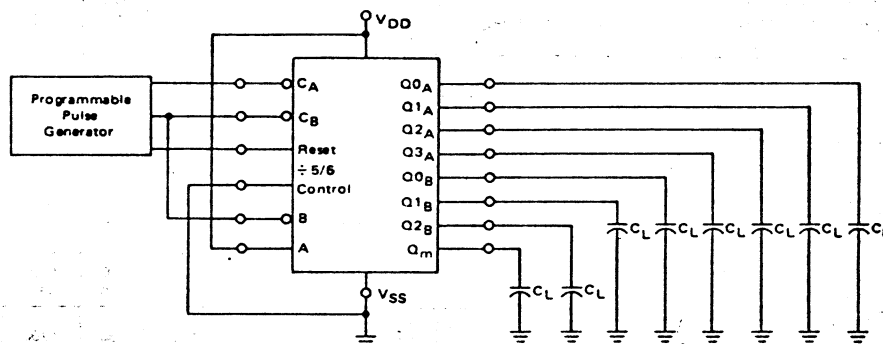 VDD
Programmable
Pulse
Generator
CA
CB
Reset
÷ 5/6
Control
B
A
Q0A
Q1A
Q2A
Q3A
Q0B
Q1B
Q2B
Qm
VSS
CL
CL
CL
CL
CL
CL
CL